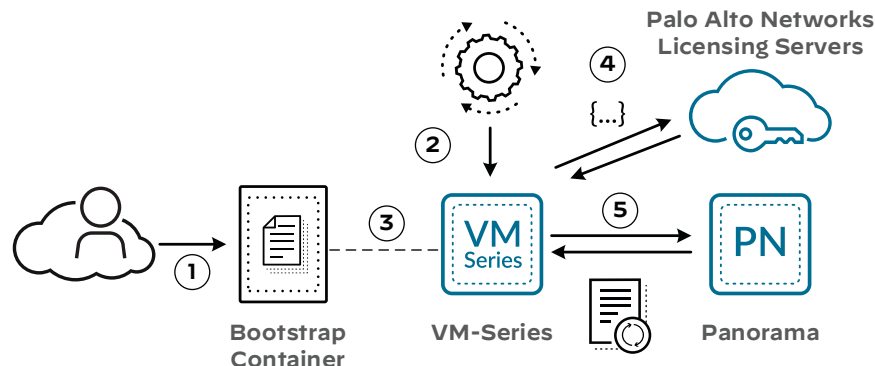 Palo Alto Networks
Licensing Servers
4
{...}
2
1
3
VM
Series
5
PN
Bootstrap
Container
VM-Series
Panorama